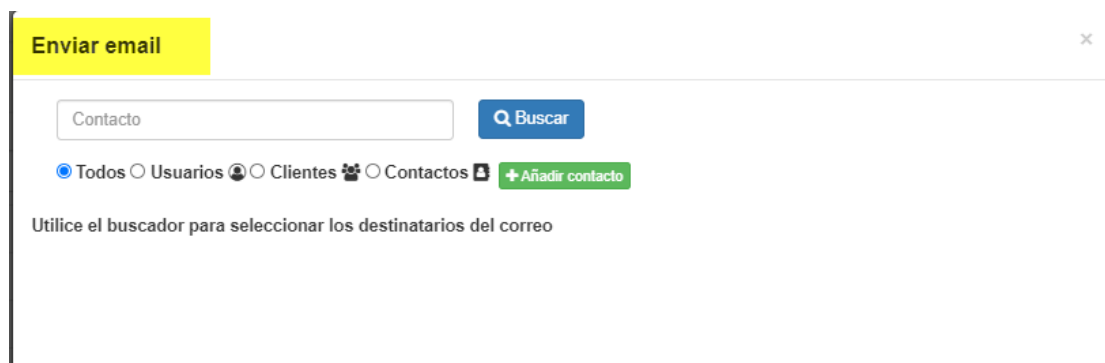 Enviar email
×
Contacto
Buscar
Todos Usuarios Clientes Contactos +Añadir contacto
Utilice el buscador para seleccionar los destinatarios del correo